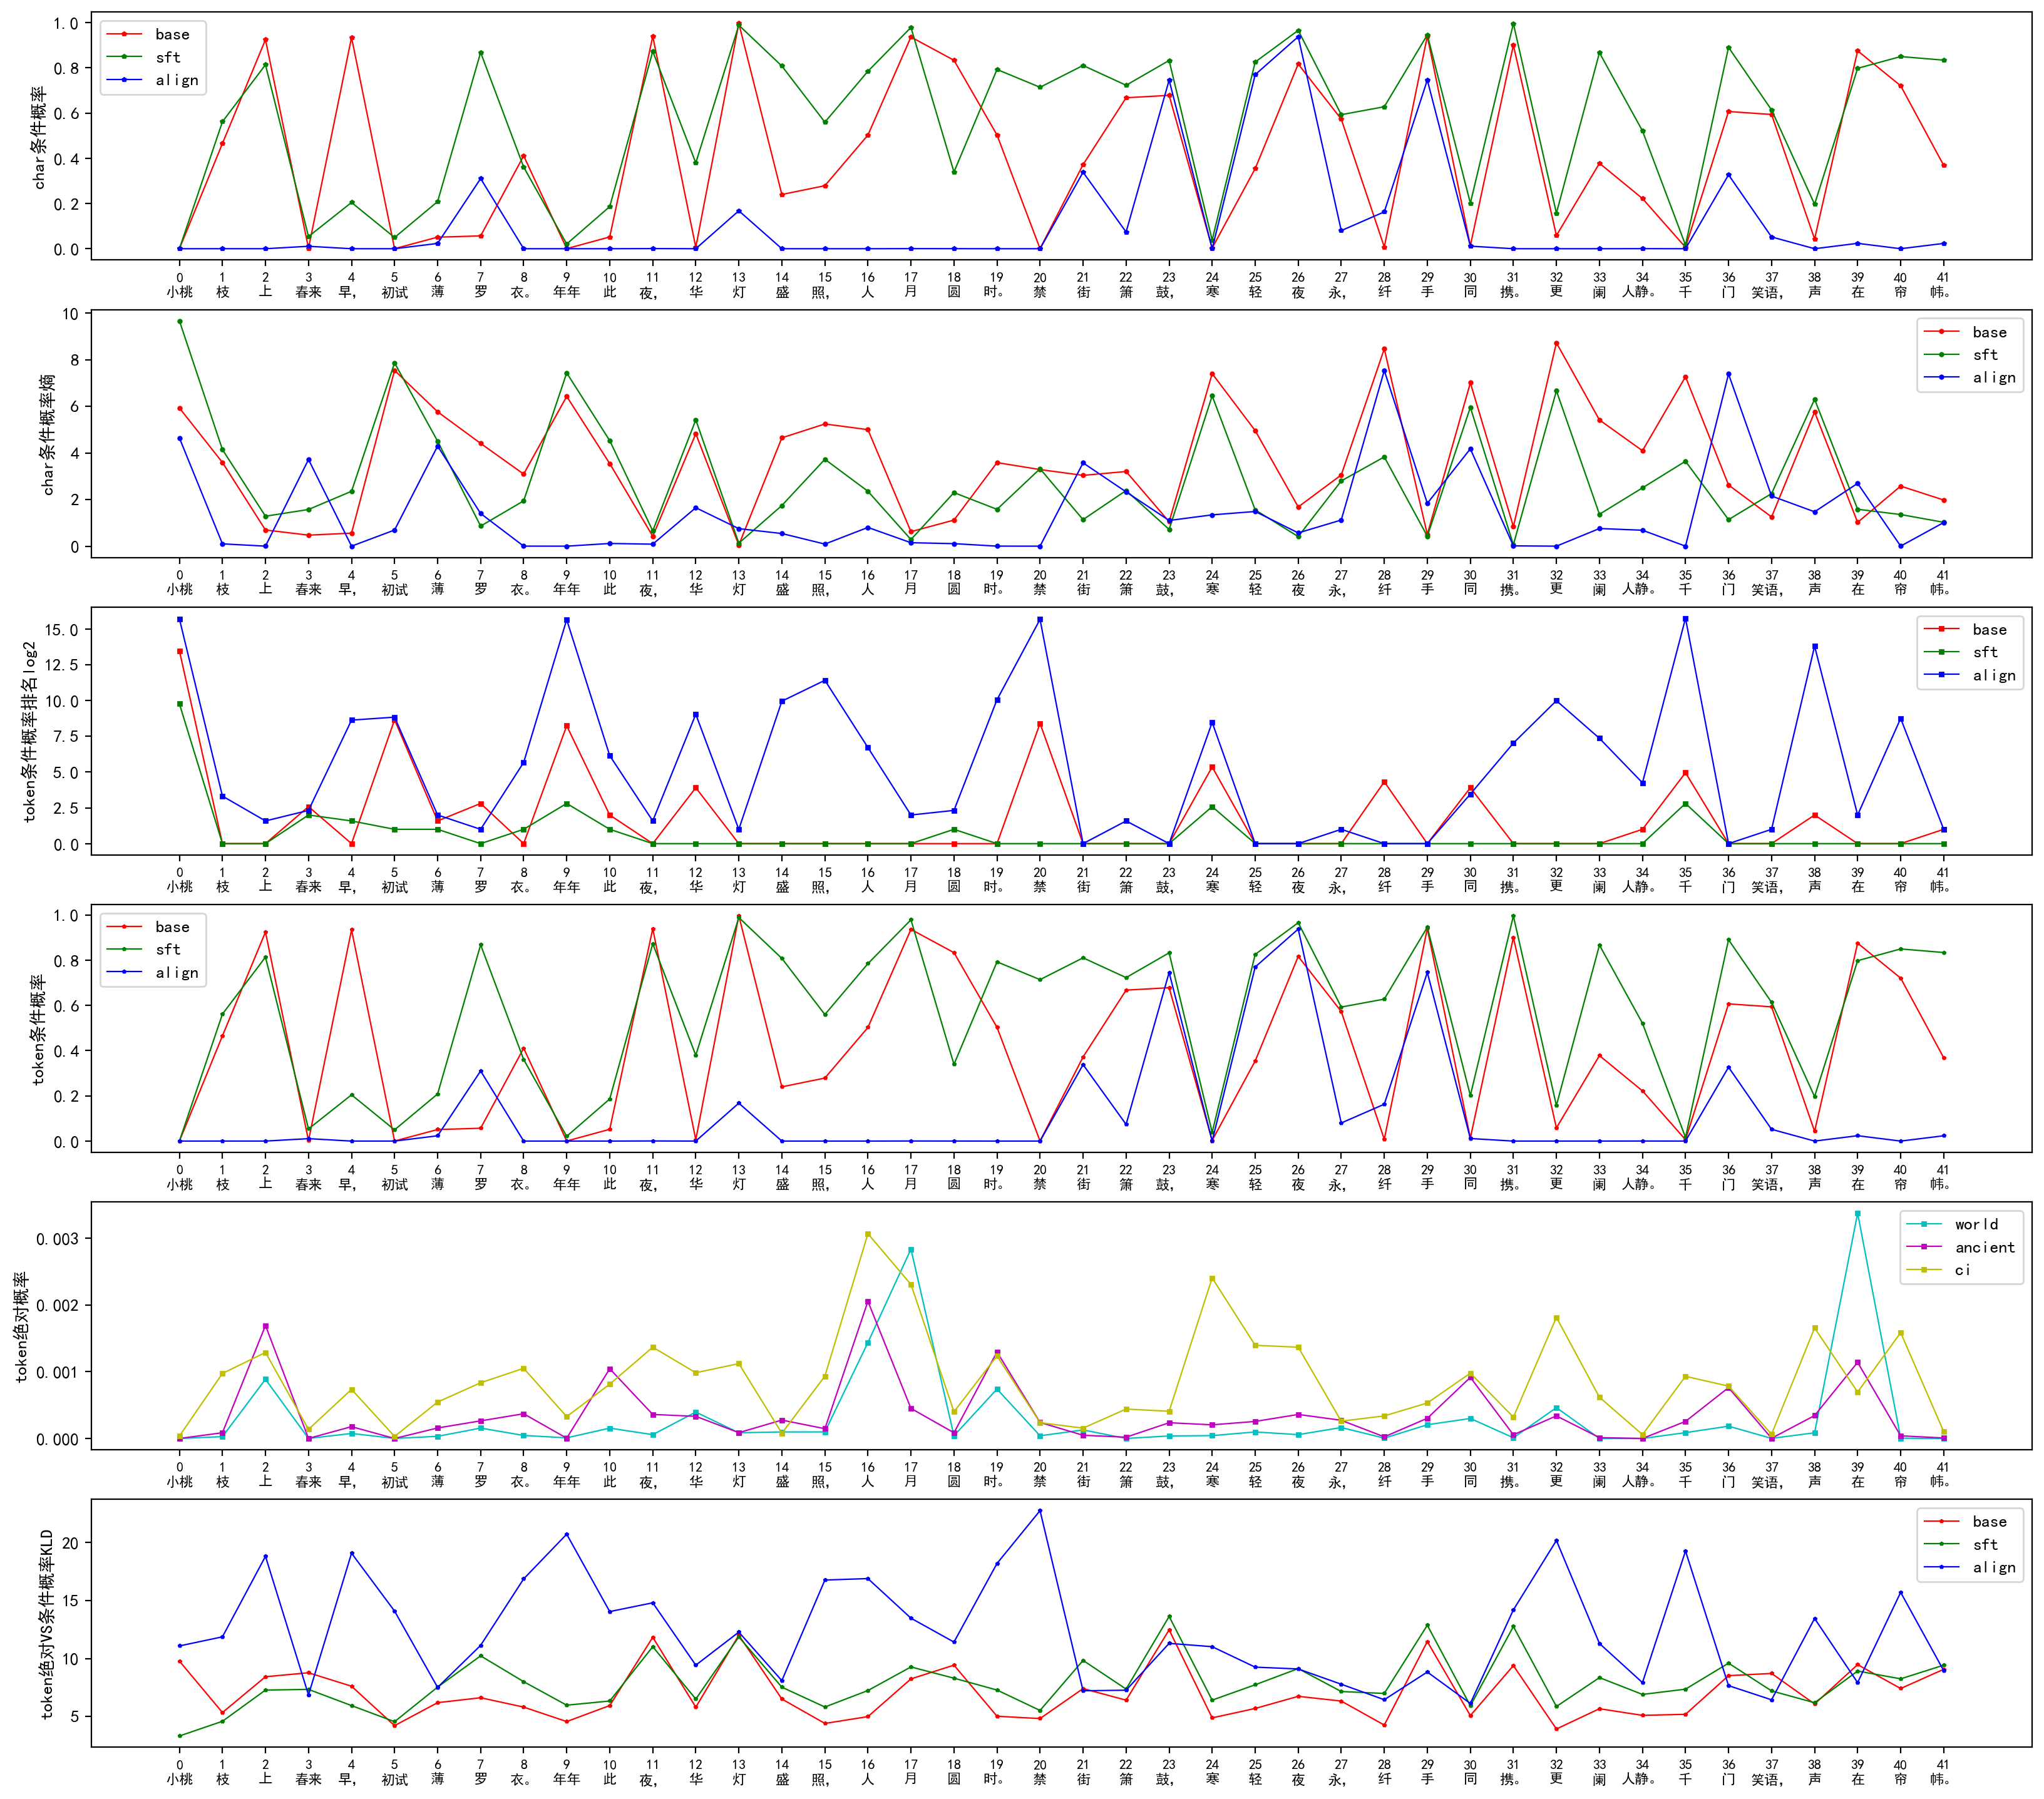 char条件概率
1.0
0.8
0.6
0.4
0.2
0.0
base
sft
align
0 1 2 3 4 5 6 7 8 9 10 11 12 13 14 15 16 17 18 19 20 21 22 23 24 25 26 27 28 29 30 31 32 33 34 35 36 37 38 39 40 41
小桃 枝 上 春来 早, 初试 薄 罗 衣。 年年 此 夜, 华 灯 盛 照, 人 月 圆 时。 禁 街 箫 鼓, 寒 轻 夜 永, 纤 手 同 携。 更 阑 人静。 千 门 笑语, 声 在 帘 帏。
char条件概率熵
10
8
6
4
2
0
base
sft
align
0 1 2 3 4 5 6 7 8 9 10 11 12 13 14 15 16 17 18 19 20 21 22 23 24 25 26 27 28 29 30 31 32 33 34 35 36 37 38 39 40 41
小桃 枝 上 春来 早, 初试 薄 罗 衣。 年年 此 夜, 华 灯 盛 照, 人 月 圆 时。 禁 街 箫 鼓, 寒 轻 夜 永, 纤 手 同 携。 更 阑 人静。 千 门 笑语, 声 在 帘 帏。
token条件概率排名log2
15.0
12.5
10.0
7.5
5.0
2.5
0.0
base
sft
align
0 1 2 3 4 5 6 7 8 9 10 11 12 13 14 15 16 17 18 19 20 21 22 23 24 25 26 27 28 29 30 31 32 33 34 35 36 37 38 39 40 41
小桃 枝 上 春来 早, 初试 薄 罗 衣。 年年 此 夜, 华 灯 盛 照, 人 月 圆 时。 禁 街 箫 鼓, 寒 轻 夜 永, 纤 手 同 携。 更 阑 人静。 千 门 笑语, 声 在 帘 帏。
token条件概率
1.0
0.8
0.6
0.4
0.2
0.0
base
sft
align
0 1 2 3 4 5 6 7 8 9 10 11 12 13 14 15 16 17 18 19 20 21 22 23 24 25 26 27 28 29 30 31 32 33 34 35 36 37 38 39 40 41
小桃 枝 上 春来 早, 初试 薄 罗 衣。 年年 此 夜, 华 灯 盛 照, 人 月 圆 时。 禁 街 箫 鼓, 寒 轻 夜 永, 纤 手 同 携。 更 阑 人静。 千 门 笑语, 声 在 帘 帏。
token绝对概率
0.003
0.002
0.001
0.000
world
ancient
ci
0 1 2 3 4 5 6 7 8 9 10 11 12 13 14 15 16 17 18 19 20 21 22 23 24 25 26 27 28 29 30 31 32 33 34 35 36 37 38 39 40 41
小桃 枝 上 春来 早, 初试 薄 罗 衣。 年年 此 夜, 华 灯 盛 照, 人 月 圆 时。 禁 街 箫 鼓, 寒 轻 夜 永, 纤 手 同 携。 更 阑 人静。 千 门 笑语, 声 在 帘 帏。
token绝对VS条件概率KLD
20
15
10
5
base
sft
align
0 1 2 3 4 5 6 7 8 9 10 11 12 13 14 15 16 17 18 19 20 21 22 23 24 25 26 27 28 29 30 31 32 33 34 35 36 37 38 39 40 41
小桃 枝 上 春来 早, 初试 薄 罗 衣。 年年 此 夜, 华 灯 盛 照, 人 月 圆 时。 禁 街 箫 鼓, 寒 轻 夜 永, 纤 手 同 携。 更 阑 人静。 千 门 笑语, 声 在 帘 帏。